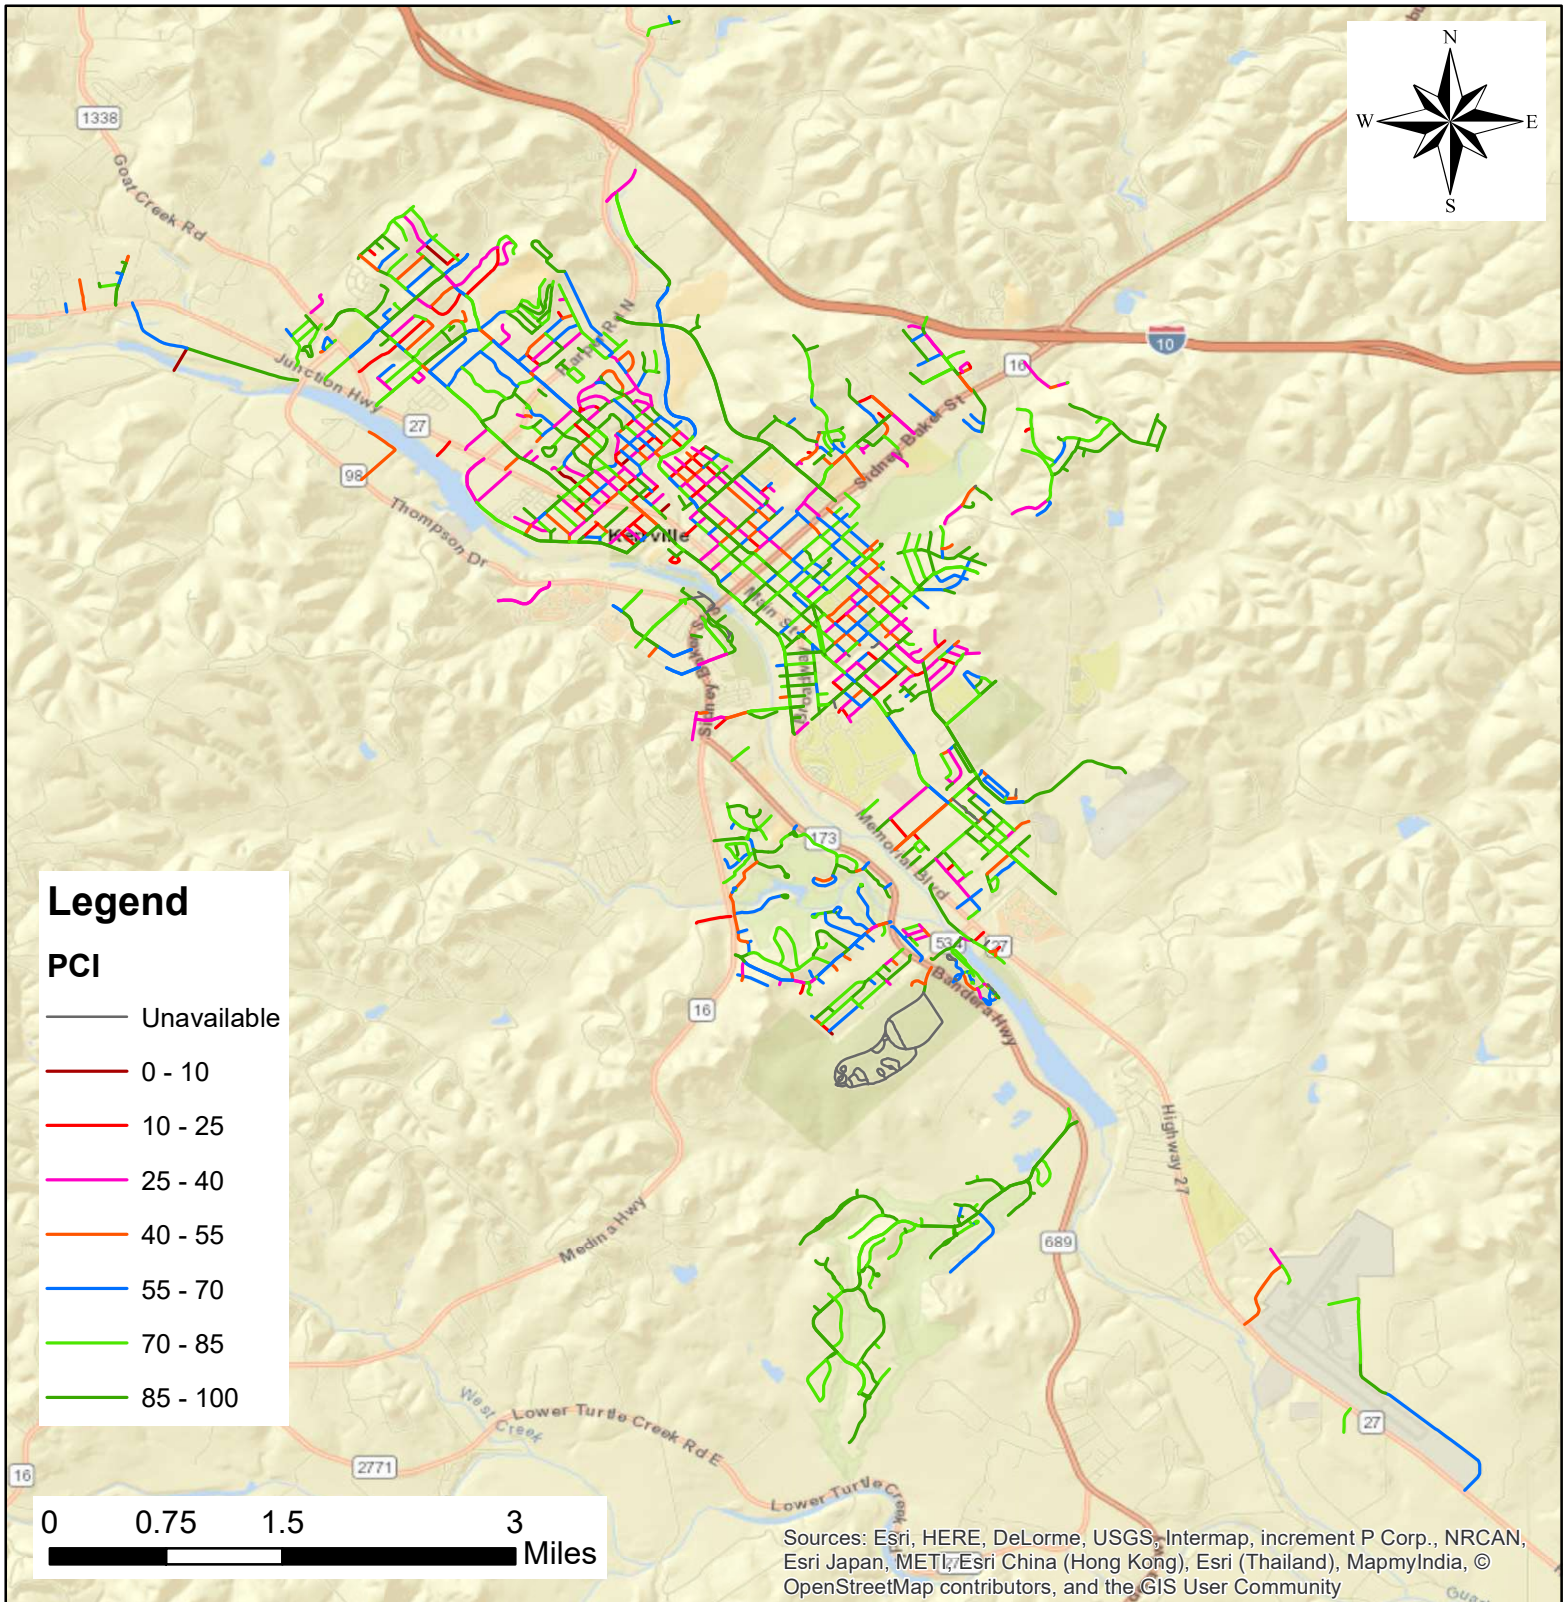 N
W
E
S
1338
Goat Creek Rd
10
16
Harper Rd N
Junction Hwy
27
Sidney Baker St
98
Thompson Dr
Kerrville
Main St
Sidney Baker S
Broadway
173
Memorial Blvd
534
27
Bandera Hwy
16
Highway 27
Medina Hwy
689
27
West Creek
Lower Turtle Creek Rd E
2771
16
Lower Turtle Creek
Legend
PCI
Unavailable
0 - 10
10 - 25
25 - 40
40 - 55
55 - 70
70 - 85
85 - 100
0
0.75
1.5
3
Miles
Sources: Esri, HERE, DeLorme, USGS, Intermap, increment P Corp., NRCAN,
Esri Japan, METI, Esri China (Hong Kong), Esri (Thailand), MapmyIndia, ©
OpenStreetMap contributors, and the GIS User Community